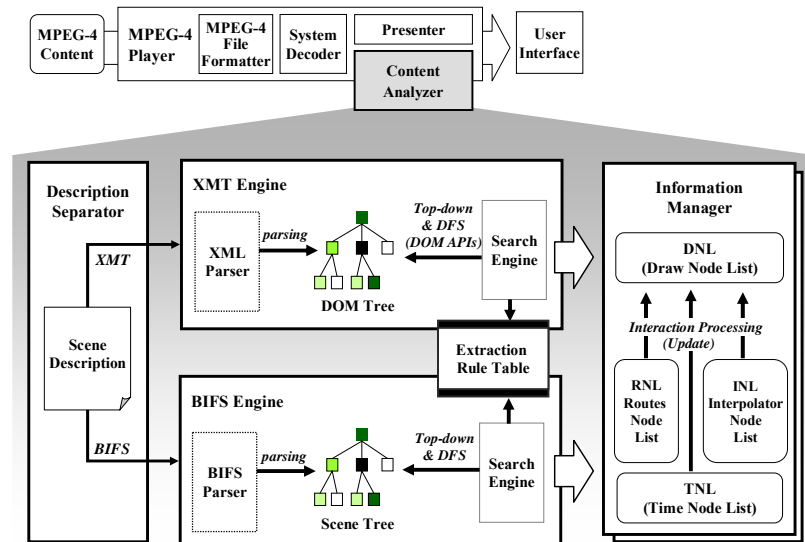 MPEG-4
Content
MPEG-4
Player
MPEG-4
File
Formatter
System
Decoder
Presenter
User
Interface
Content
Analyzer
Description
Separator
XMT
Scene
Description
BIFS
XMT Engine
XML
Parser
parsing
DOM Tree
Top-down
& DFS
(DOM APIs)
Search
Engine
Extraction
Rule Table
BIFS Engine
BIFS
Parser
parsing
Scene Tree
Top-down
& DFS
Search
Engine
Information
Manager
DNL
(Draw Node List)
Interaction Processing
(Update)
RNL
Routes
Node
List
INL
Interpolator
Node
List
TNL
(Time Node List)